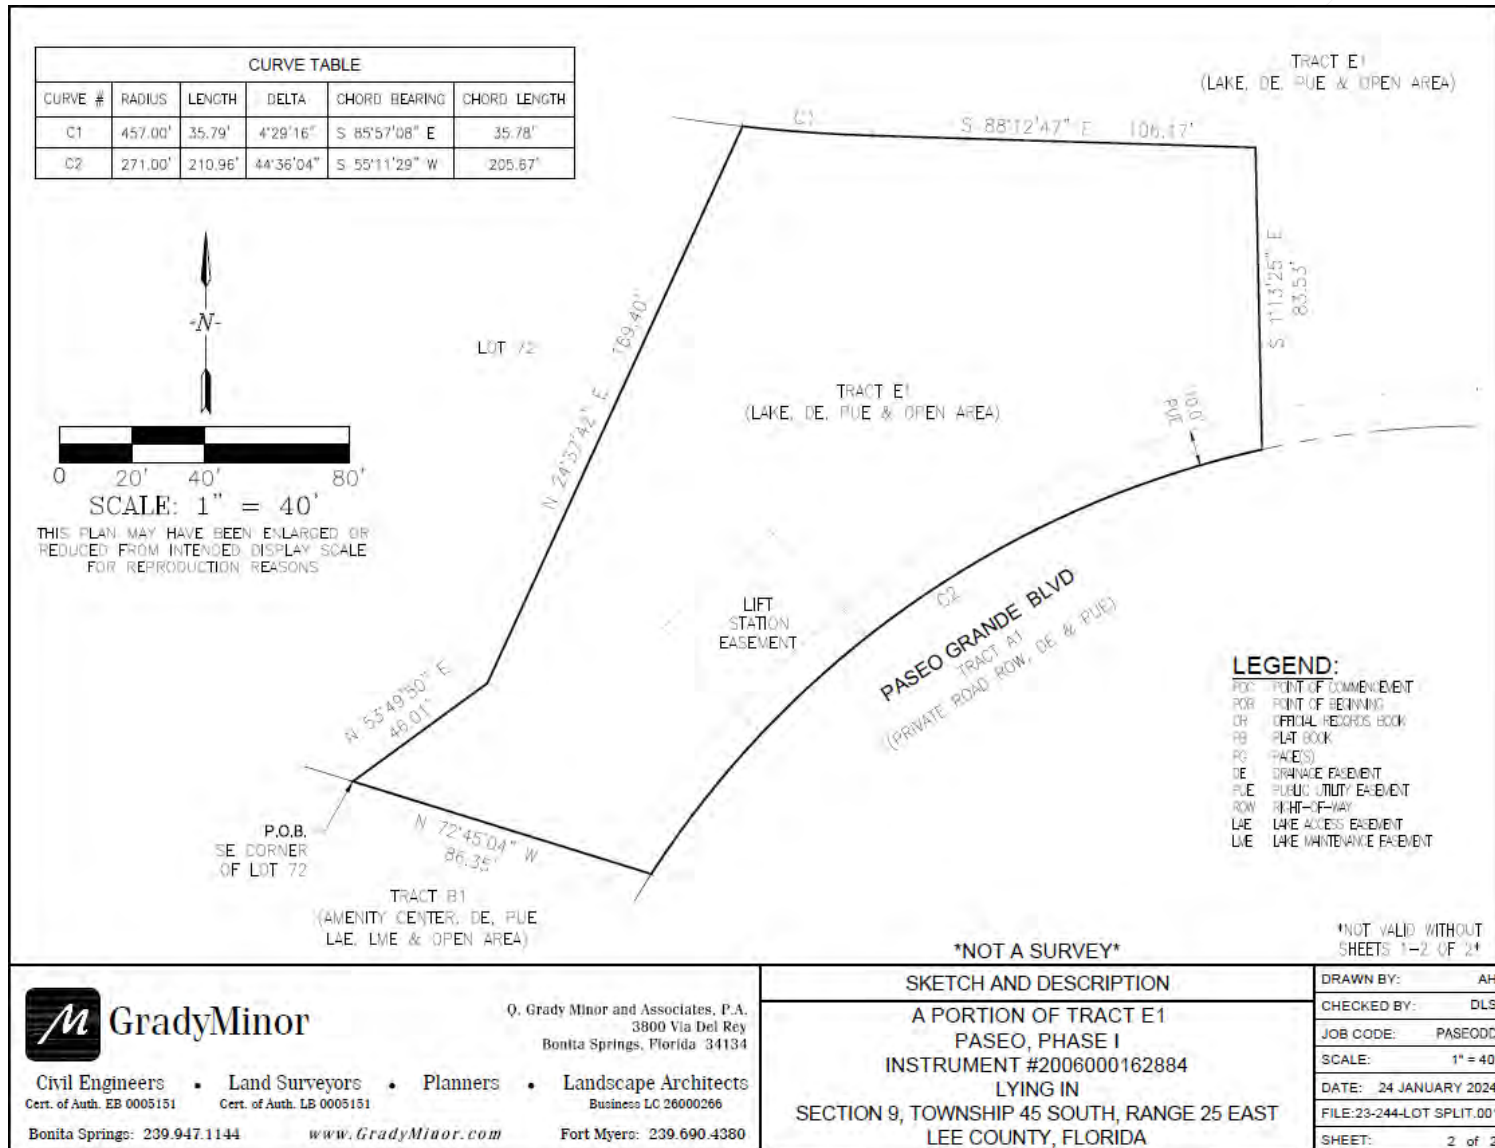 CURVE TABLE
CURVE # RADIUS LENGTH DELTA CHORD BEARING CHORD LENGTH
C1 457.00' 35.79' 4°29'16" S 85°57'08" E 35.78'
C2 271.00' 210.96' 44°36'04" S 55°11'29" W 205.67'
TRACT E1
(LAKE, DE, PUE & OPEN AREA)
C1
S 88°12'47" E 106.17'
S 1°13'25" E
83.53'
-N-
LOT 72
N 24°37'42" E 169.40'
TRACT E1
(LAKE, DE, PUE & OPEN AREA)
10.0'
PUE
0 20' 40' 80'
SCALE: 1" = 40'
THIS PLAN MAY HAVE BEEN ENLARGED OR
REDUCED FROM INTENDED DISPLAY SCALE
FOR REPRODUCTION REASONS
LIFT
STATION
EASEMENT
C2
PASEO GRANDE BLVD
TRACT A1
(PRIVATE ROAD ROW, DE & PUE)
N 53°49'50" E
46.01'
P.O.B.
SE CORNER
OF LOT 72
N 72°45'04" W
86.35'
TRACT B1
(AMENITY CENTER, DE, PUE
LAE, LME & OPEN AREA)
LEGEND:
POC POINT OF COMMENCEMENT
POB POINT OF BEGINNING
OR OFFICIAL RECORDS BOOK
PB PLAT BOOK
PG PAGE(S)
DE DRAINAGE EASEMENT
PUE PUBLIC UTILITY EASEMENT
ROW RIGHT-OF-WAY
LAE LAKE ACCESS EASEMENT
LME LAKE MAINTENANCE EASEMENT
*NOT A SURVEY*
*NOT VALID WITHOUT
SHEETS 1-2 OF 2*
GradyMinor
Q. Grady Minor and Associates, P.A.
3800 Via Del Rey
Bonita Springs, Florida 34134
Civil Engineers • Land Surveyors • Planners • Landscape Architects
Cert. of Auth. EB 0005151 Cert. of Auth. LB 0005151 Business LC 26000266
Bonita Springs: 239.947.1144 www.GradyMinor.com Fort Myers: 239.690.4380
SKETCH AND DESCRIPTION
A PORTION OF TRACT E1
PASEO, PHASE I
INSTRUMENT #2006000162884
LYING IN
SECTION 9, TOWNSHIP 45 SOUTH, RANGE 25 EAST
LEE COUNTY, FLORIDA
DRAWN BY: AH
CHECKED BY: DLS
JOB CODE: PASEODD
SCALE: 1" = 40
DATE: 24 JANUARY 2024
FILE:23-244-LOT SPLIT.00
SHEET: 2 of 2